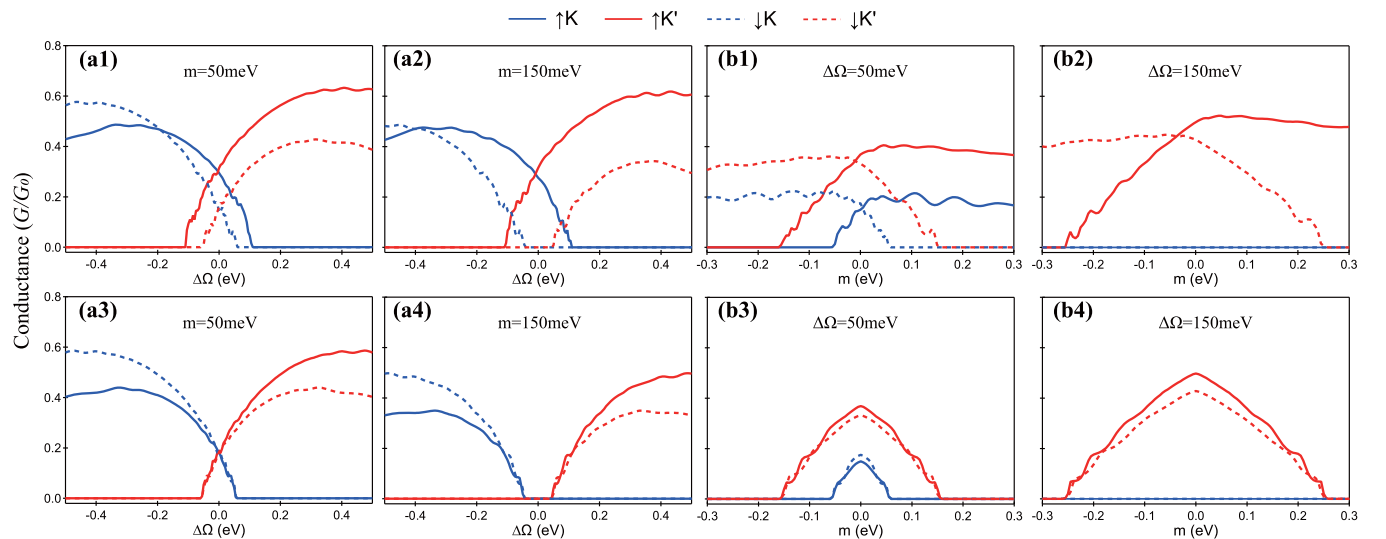 ↑K ↑K' ↓K ↓K'
Conductance (G/G₀)
(a1) m=50meV
0.8
0.6
0.4
0.2
0.0
-0.4 -0.2 0.0 0.2 0.4
ΔΩ (eV)
(a2) m=150meV
-0.4 -0.2 0.0 0.2 0.4
ΔΩ (eV)
(b1) ΔΩ=50meV
-0.3 -0.2 -0.1 0.0 0.1 0.2 0.3
m (eV)
(b2) ΔΩ=150meV
-0.3 -0.2 -0.1 0.0 0.1 0.2 0.3
m (eV)
(a3) m=50meV
0.8
0.6
0.4
0.2
0.0
-0.4 -0.2 0.0 0.2 0.4
ΔΩ (eV)
(a4) m=150meV
-0.4 -0.2 0.0 0.2 0.4
ΔΩ (eV)
(b3) ΔΩ=50meV
-0.3 -0.2 -0.1 0.0 0.1 0.2 0.3
m (eV)
(b4) ΔΩ=150meV
-0.3 -0.2 -0.1 0.0 0.1 0.2 0.3
m (eV)